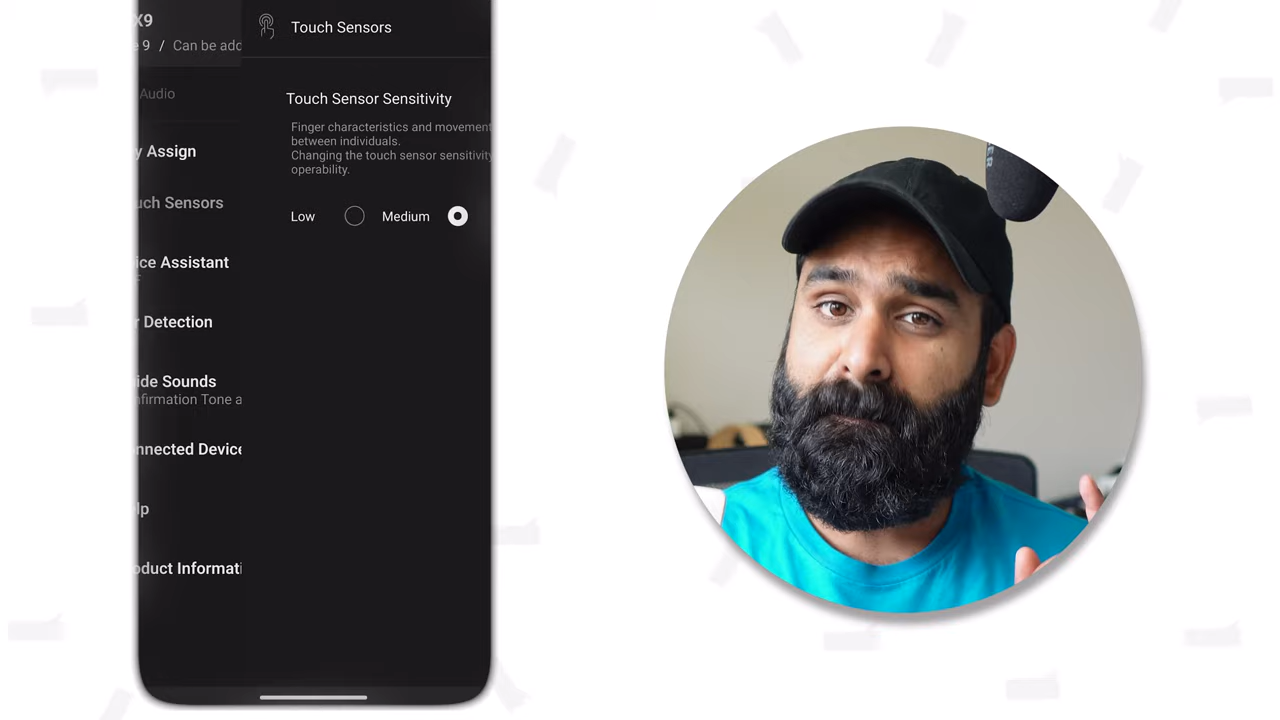 X9
e 9 / Can be add
Audio
y Assign
uch Sensors
ice Assistant
r Detection
ide Sounds
nfirmation Tone a
nnected Device
lp
oduct Informati
Touch Sensors
Touch Sensor Sensitivity
Finger characteristics and movement
between individuals.
Changing the touch sensor sensitivity
operability.
Low
Medium